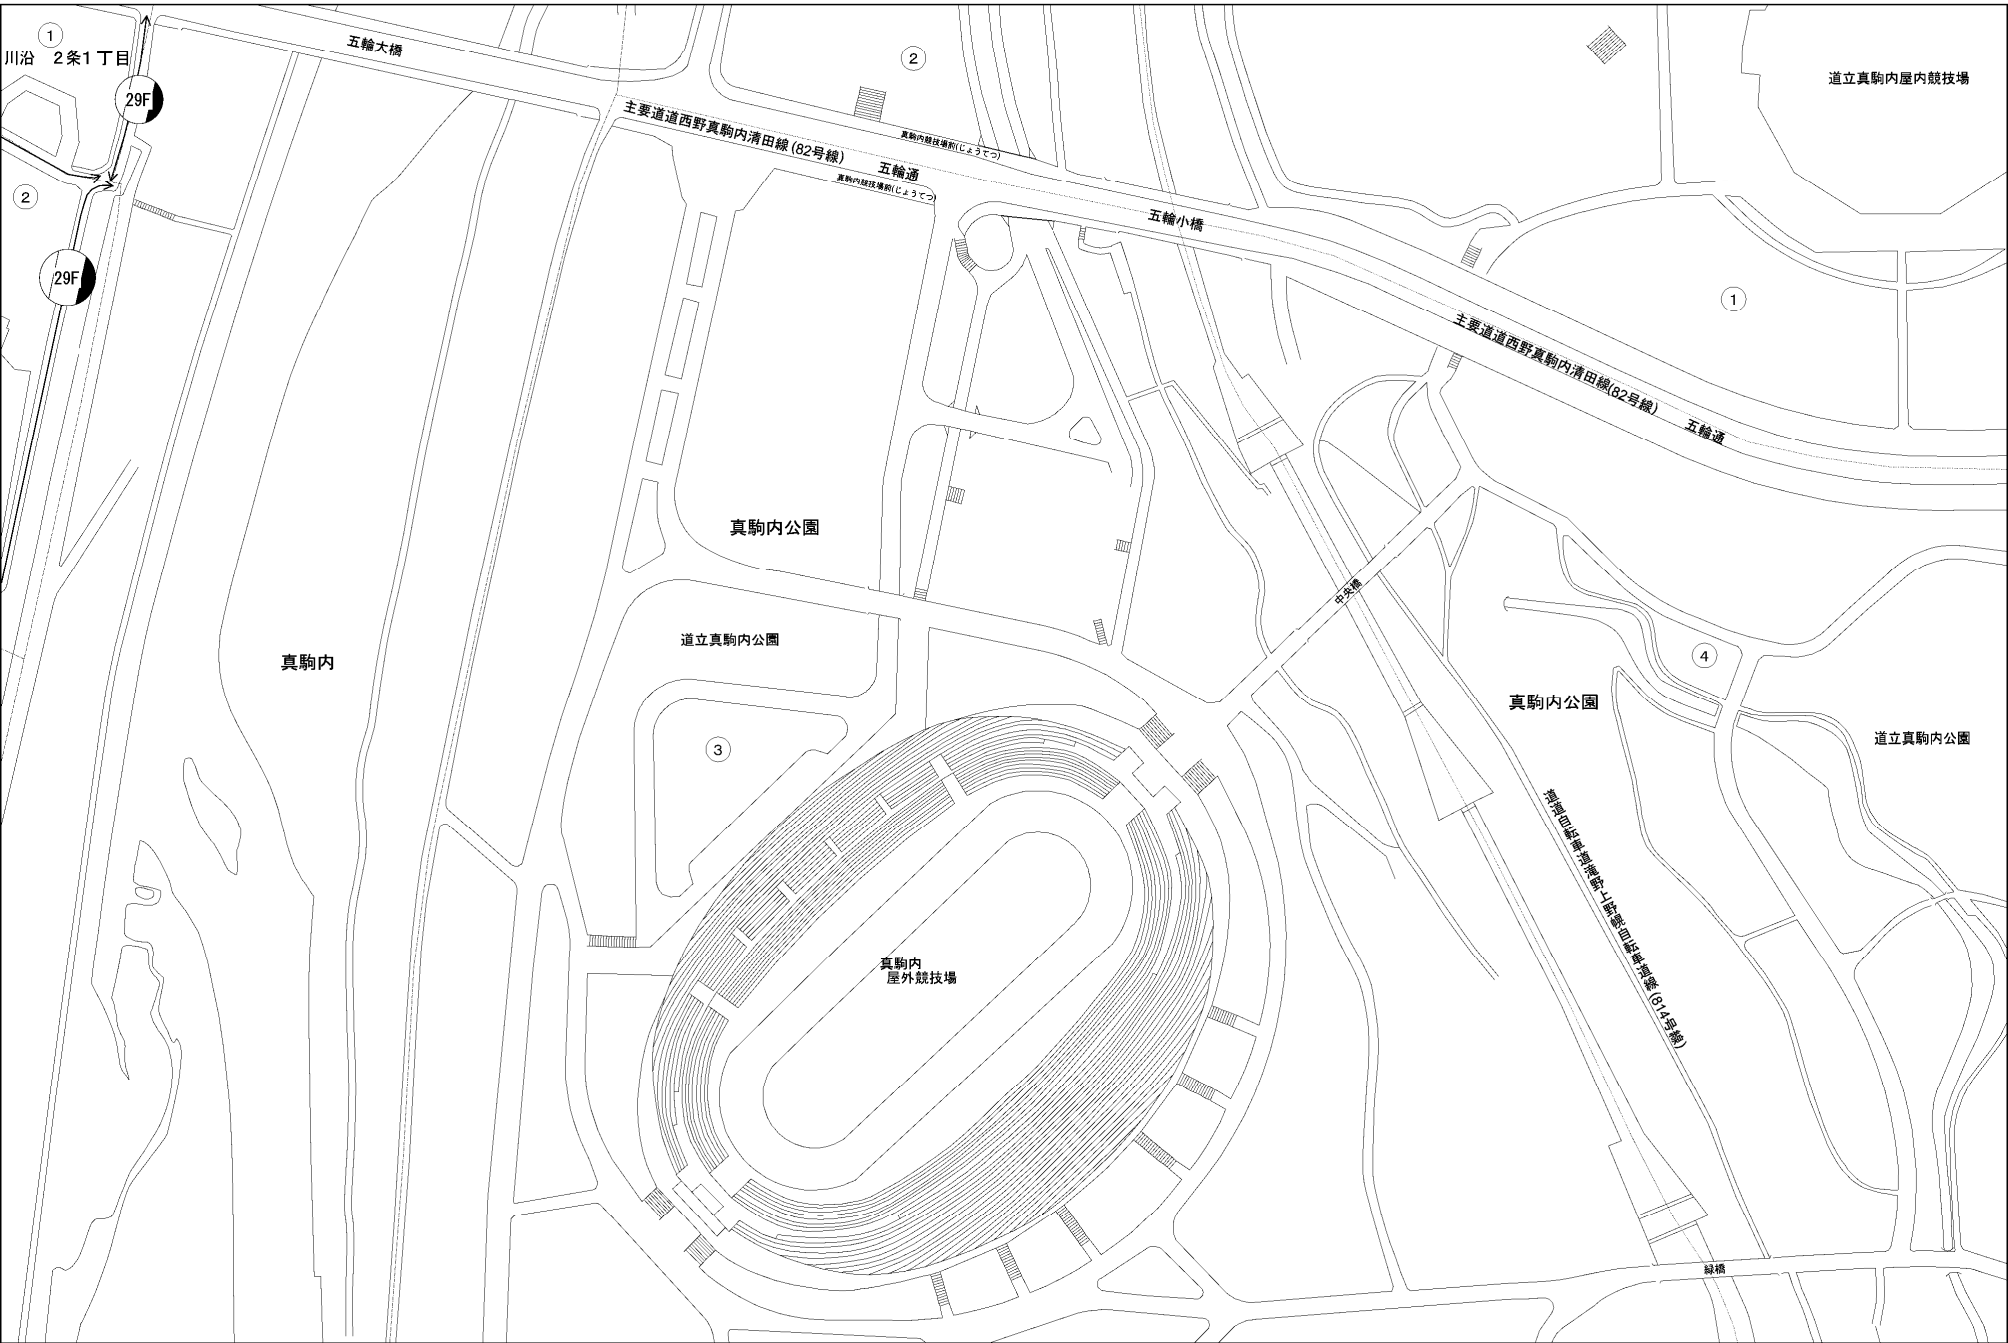 ①
川沿　2条1丁目
五輪大橋
②
道立真駒内屋内競技場
29F
主要道道西野真駒内清田線(82号線)
五輪通
真駒内競技場前(じょうてつ)
真駒内競技場前(じょうてつ)
②
五輪小橋
29F
①
主要道道西野真駒内清田線(82号線)
五輪通
真駒内公園
中央橋
道立真駒内公園
真駒内
④
真駒内公園
道立真駒内公園
③
道道自転車道滝野上野幌自転車道線(814号線)
真駒内
屋外競技場
緑橋